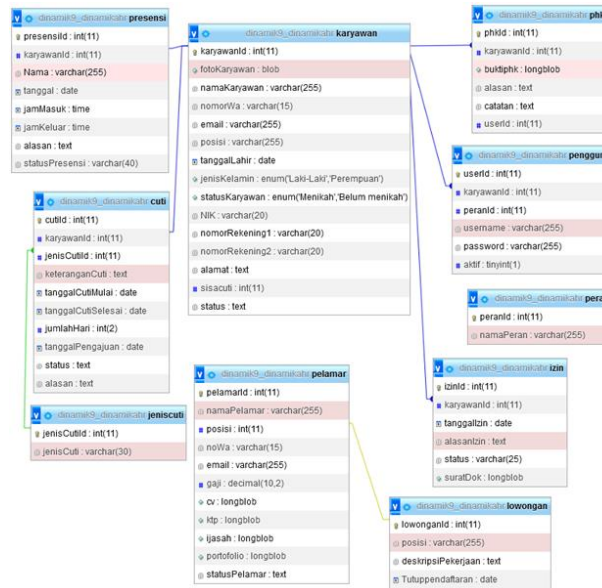 dinamik9_dinamikahr presensi
presensiId : int(11)
karyawanId : int(11)
Nama : varchar(255)
tanggal : date
jamMasuk : time
jamKeluar : time
alasan : text
statusPresensi : varchar(40)
dinamik9_dinamikahr karyawan
karyawanId : int(11)
fotoKaryawan : blob
namaKaryawan : varchar(255)
nomorWa : varchar(15)
email : varchar(255)
posisi : varchar(255)
tanggalLahir : date
jenisKelamin : enum('Laki-Laki','Perempuan')
statusKaryawan : enum('Menikah','Belum menikah')
NIK : varchar(20)
nomorRekening1 : varchar(20)
nomorRekening2 : varchar(20)
alamat : text
sisacuti : int(11)
status : text
dinamik9_dinamikahr phk
phkId : int(11)
karyawanId : int(11)
buktiphk : longblob
alasan : text
catatan : text
userId : int(11)
dinamik9_dinamikahr penggun
userId : int(11)
karyawanId : int(11)
peranId : int(11)
username : varchar(255)
password : varchar(255)
aktif : tinyint(1)
dinamik9_dinamikahr pera
peranId : int(11)
namaPeran : varchar(255)
dinamik9_dinamikahr cuti
cutiId : int(11)
karyawanId : int(11)
jenisCutiId : int(11)
keteranganCuti : text
tanggalCutiMulai : date
tanggalCutiSelesai : date
jumlahHari : int(2)
tanggalPengajuan : date
status : text
alasan : text
dinamik9_dinamikahr jeniscuti
jenisCutiId : int(11)
jenisCuti : varchar(30)
dinamik9_dinamikahr pelamar
pelamarId : int(11)
namaPelamar : varchar(255)
posisi : int(11)
noWa : varchar(15)
email : varchar(255)
gaji : decimal(10,2)
cv : longblob
ktp : longblob
ijasah : longblob
portofolio : longblob
statusPelamar : text
dinamik9_dinamikahr izin
izinId : int(11)
karyawanId : int(11)
tanggalIzin : date
alasanIzin : text
status : varchar(25)
suratDok : longblob
dinamik9_dinamikahr lowongan
lowonganId : int(11)
posisi : varchar(255)
deskripsiPekerjaan : text
Tutuppendaftaran : date